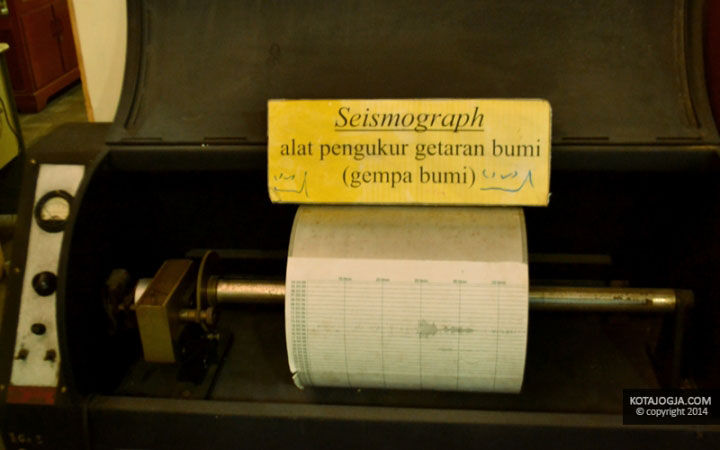 Seismograph
alat pengukur getaran bumi
(gempa bumi)
KOTAJOGJA.COM
© copyright 2014